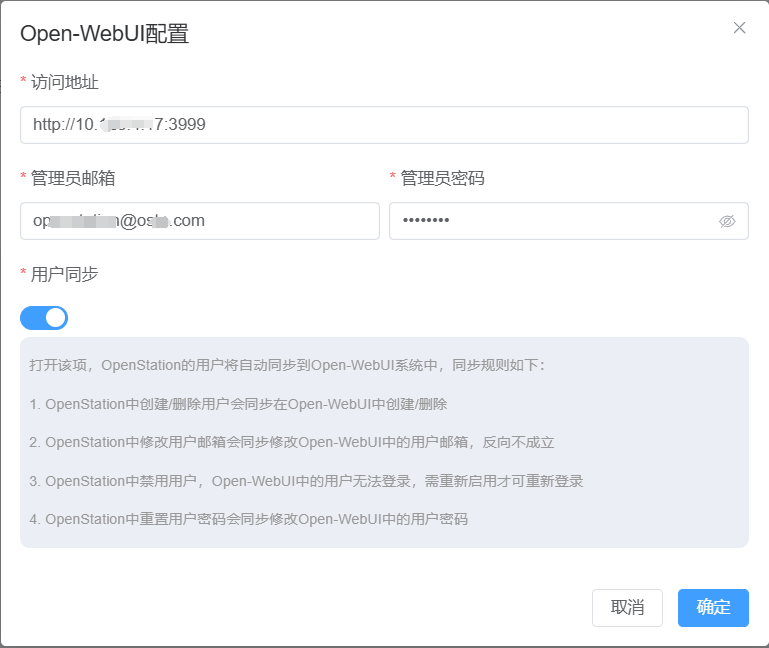 Open-WebUI配置
* 访问地址
http://10. 7:3999
* 管理员邮箱
* 管理员密码
op @os .com
••••••••
* 用户同步
打开该项，OpenStation的用户将自动同步到Open-WebUI系统中，同步规则如下：
1. OpenStation中创建/删除用户会同步在Open-WebUI中创建/删除
2. OpenStation中修改用户邮箱会同步修改Open-WebUI中的用户邮箱，反向不成立
3. OpenStation中禁用用户，Open-WebUI中的用户无法登录，需重新启用才可重新登录
4. OpenStation中重置用户密码会同步修改Open-WebUI中的用户密码
取消
确定